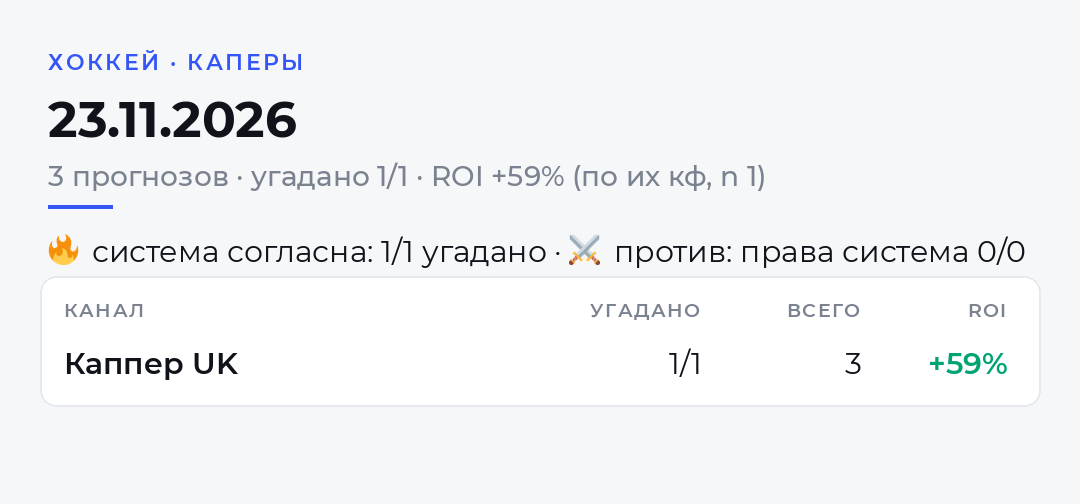 ХОККЕЙ · КАПЕРЫ
23.11.2026
3 прогнозов · угадано 1/1 · ROI +59% (по их кф, n 1)
🔥 система согласна: 1/1 угадано · ⚔️ против: права система 0/0
КАНАЛ УГАДАНО ВСЕГО ROI
Каппер UK 1/1 3 +59%